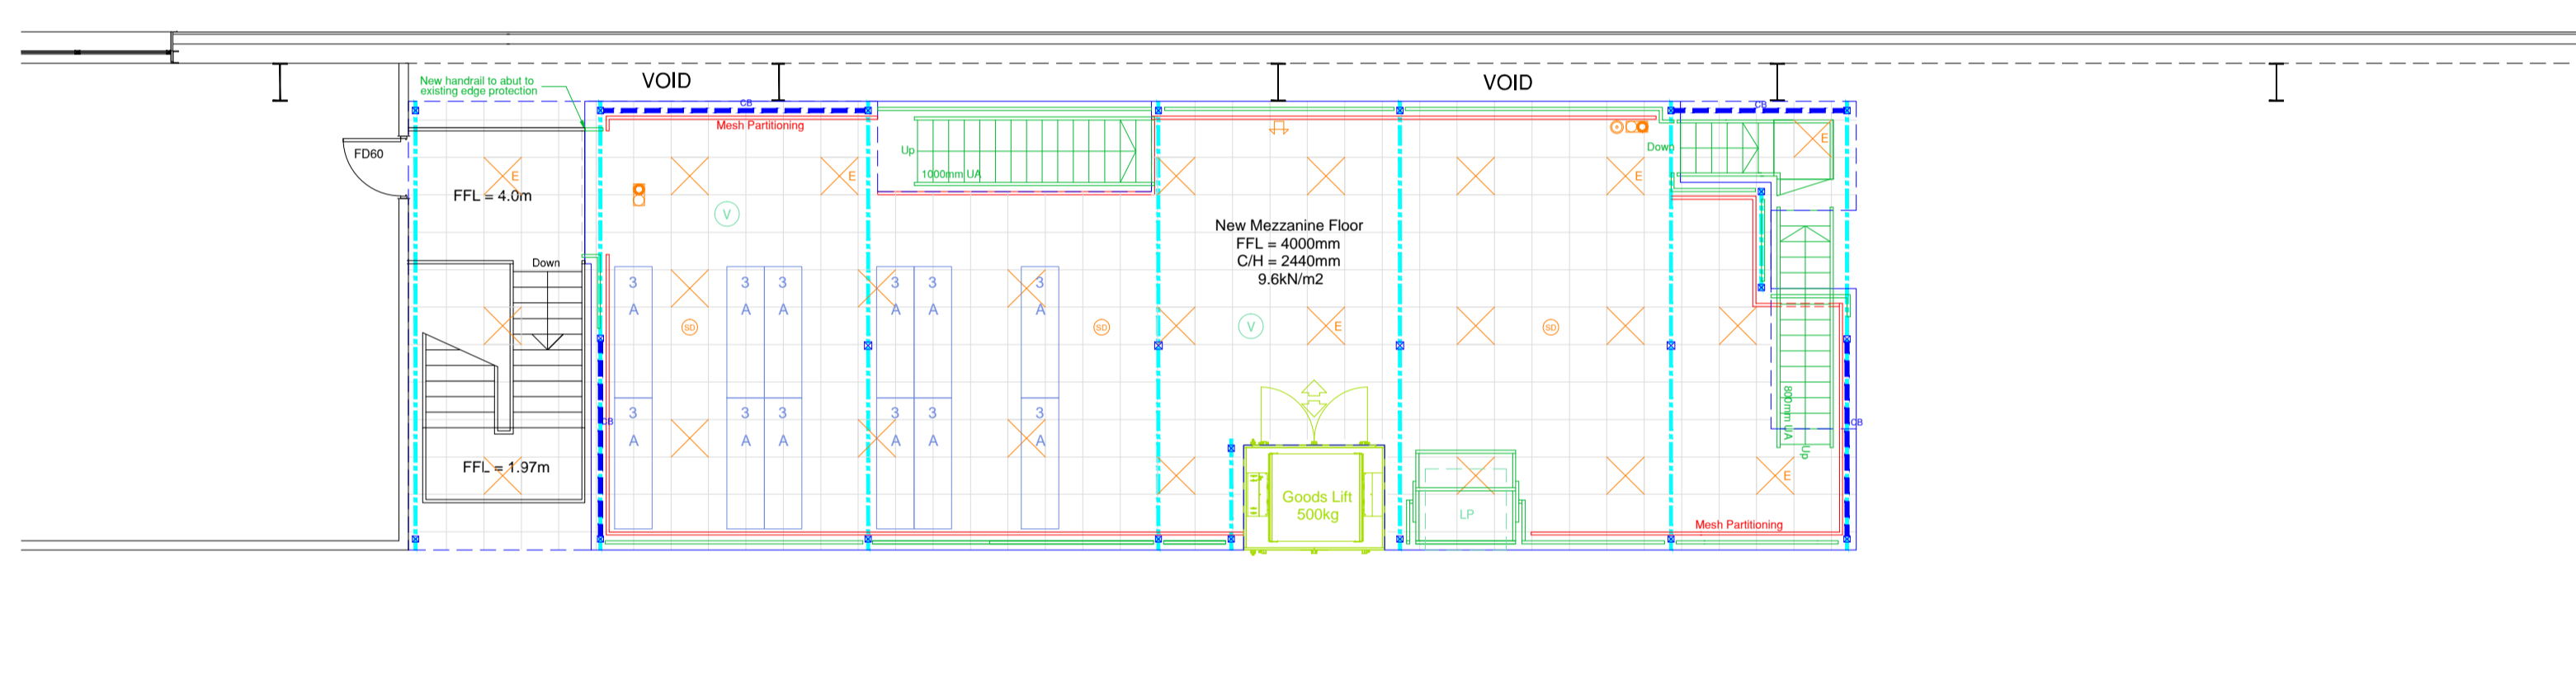 New handrail to abut to
existing edge protection
VOID
VOID
CB
CB
Mesh Partitioning
FD60
E
FFL = 4.0m
Up
1000mm UA
E
V
E
Down
E
New Mezzanine Floor
FFL = 4000mm
C/H = 2440mm
9.6kN/m2
Down
3
A
3
A
3
A
3
A
3
A
3
A
SD
SD
V
E
SD
3
A
3
A
3
A
3
A
3
A
3
A
CB
CB
800mm UA
Up
FFL = 1.97m
Goods Lift
500kg
LP
E
Mesh Partitioning